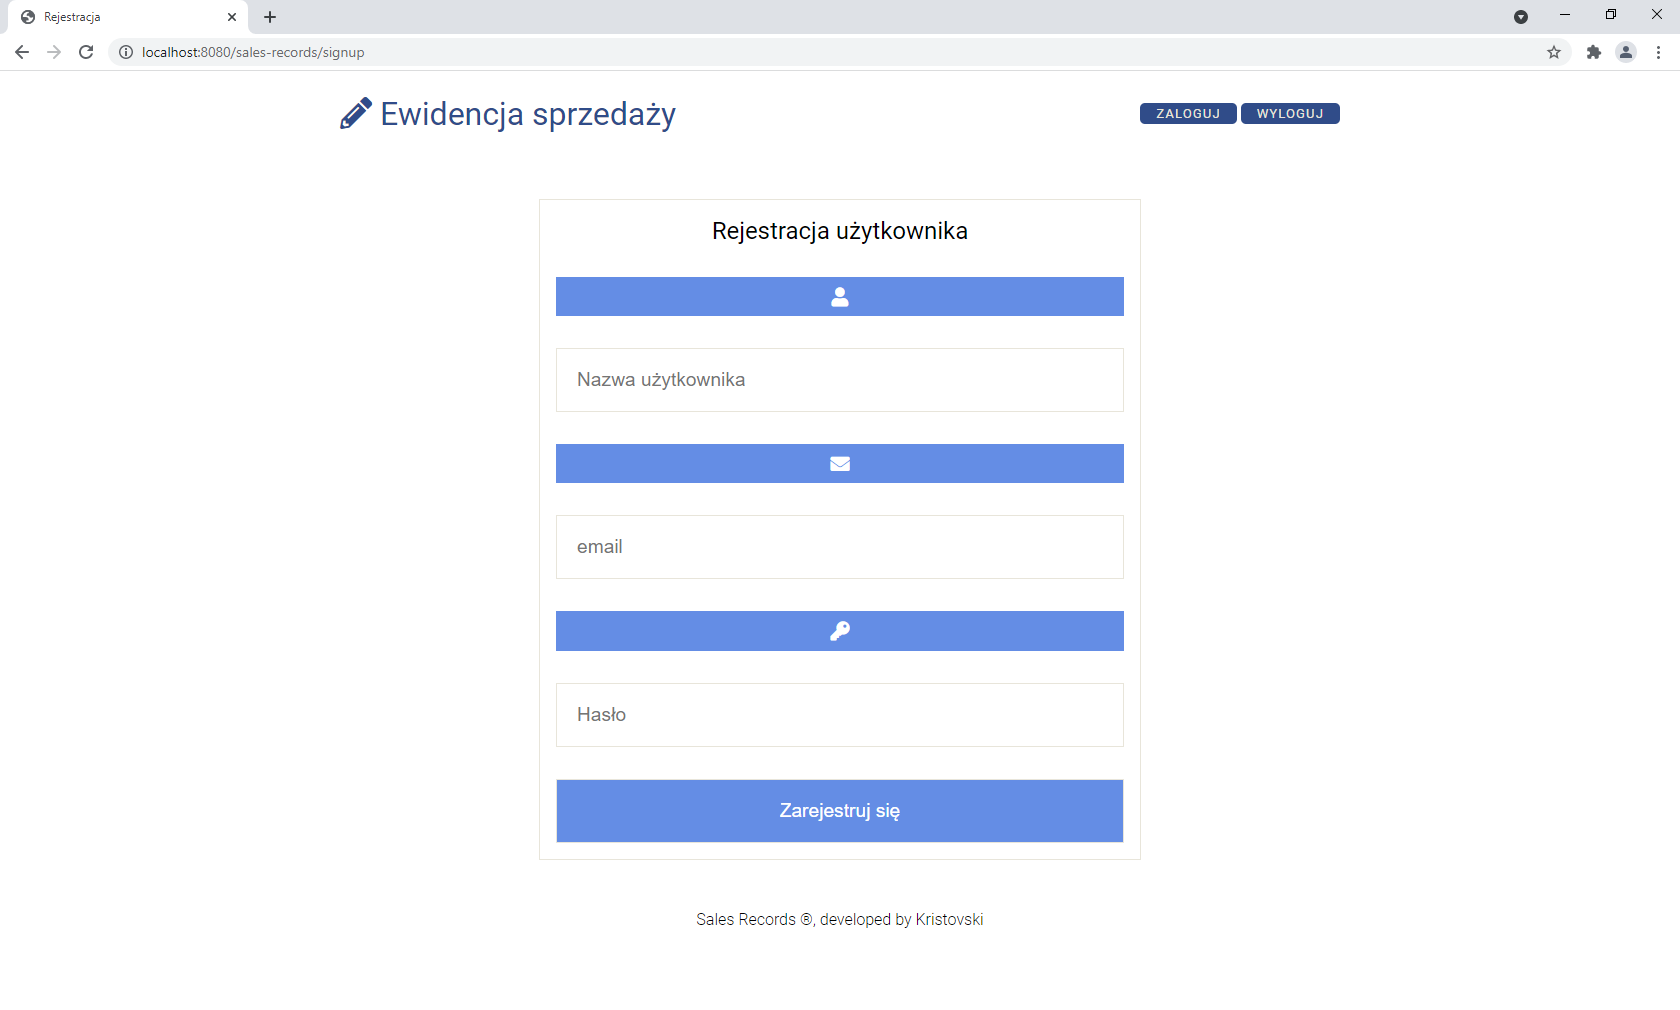 Rejestracja
localhost:8080/sales-records/signup
Ewidencja sprzedaży
ZALOGUJ WYLOGUJ
Rejestracja użytkownika
Nazwa użytkownika
email
Hasło
Zarejestruj się
Sales Records ®, developed by Kristovski